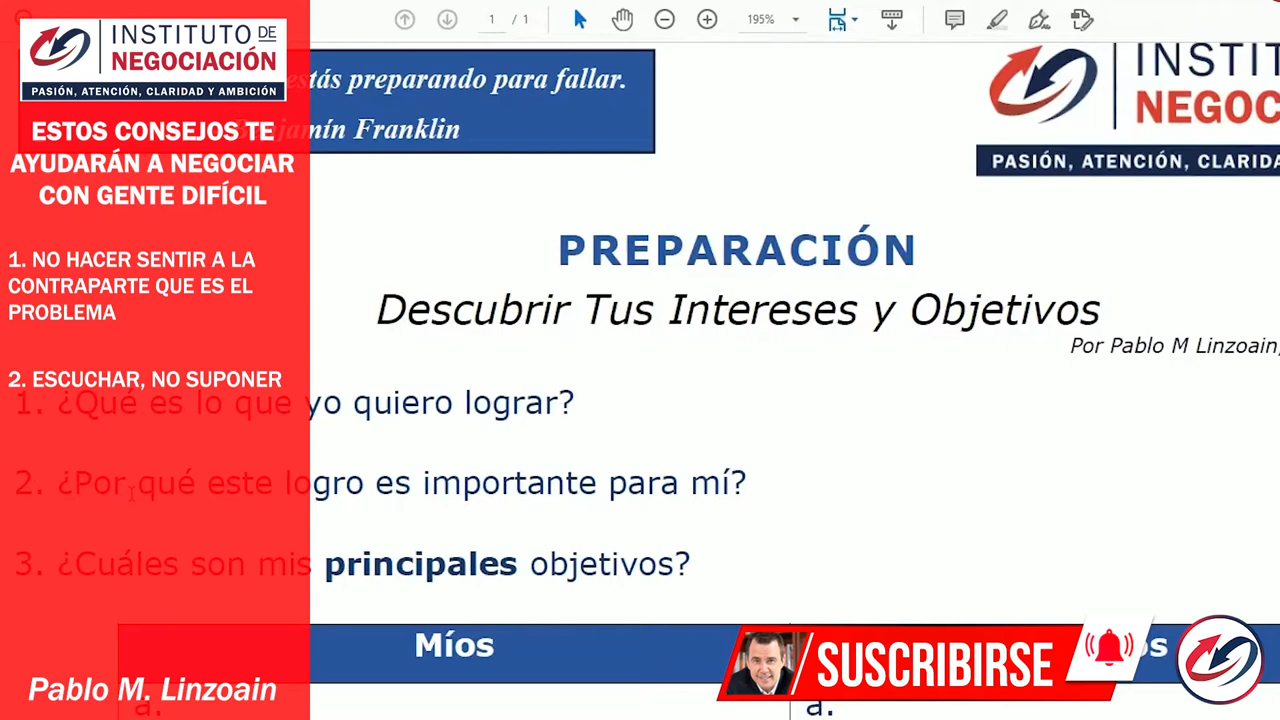 INSTITUTO DE
NEGOCIACIÓN
PASIÓN, ATENCIÓN, CLARIDAD Y AMBICIÓN
ESTOS CONSEJOS TE
AYUDARÁN A NEGOCIAR
CON GENTE DIFÍCIL
1. NO HACER SENTIR A LA
CONTRAPARTE QUE ES EL
PROBLEMA
2. ESCUCHAR, NO SUPONER
Pablo M. Linzoain
1 / 1
195%
estás preparando para fallar.
Benjamín Franklin
INSTIT
NEGOC
PASIÓN, ATENCIÓN, CLARIDA
PREPARACIÓN
Descubrir Tus Intereses y Objetivos
Por Pablo M Linzoain,
1. ¿Qué es lo que yo quiero lograr?
2. ¿Por qué este logro es importante para mí?
3. ¿Cuáles son mis principales objetivos?
Míos
os
a.
a.
SUSCRIBIRSE